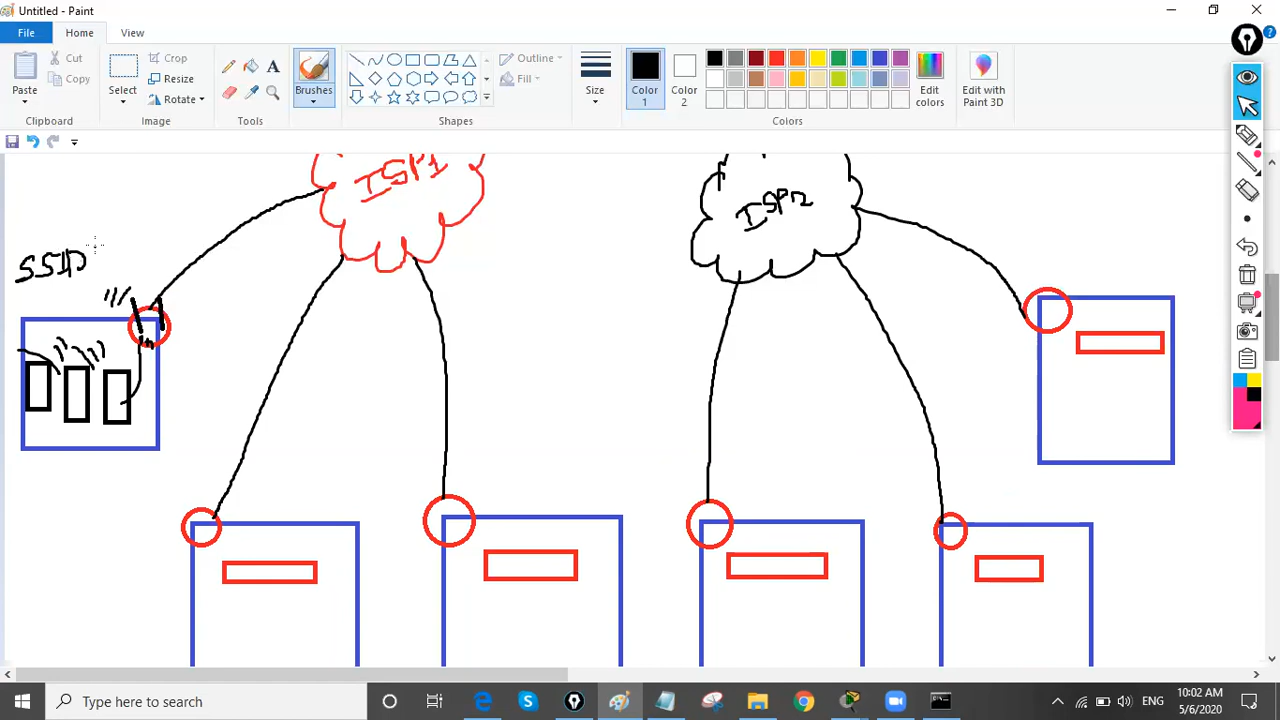 Untitled - Paint
File
Home
View
Paste
Cut
Copy
Clipboard
Select
Crop
Resize
Rotate
Image
Tools
Brushes
Shapes
Outline
Fill
Size
Color
1
Color
2
Edit
colors
Edit with
Paint 3D
Colors
ISP1
ISP2
SSID
Type here to search
ENG
10:02 AM
5/6/2020